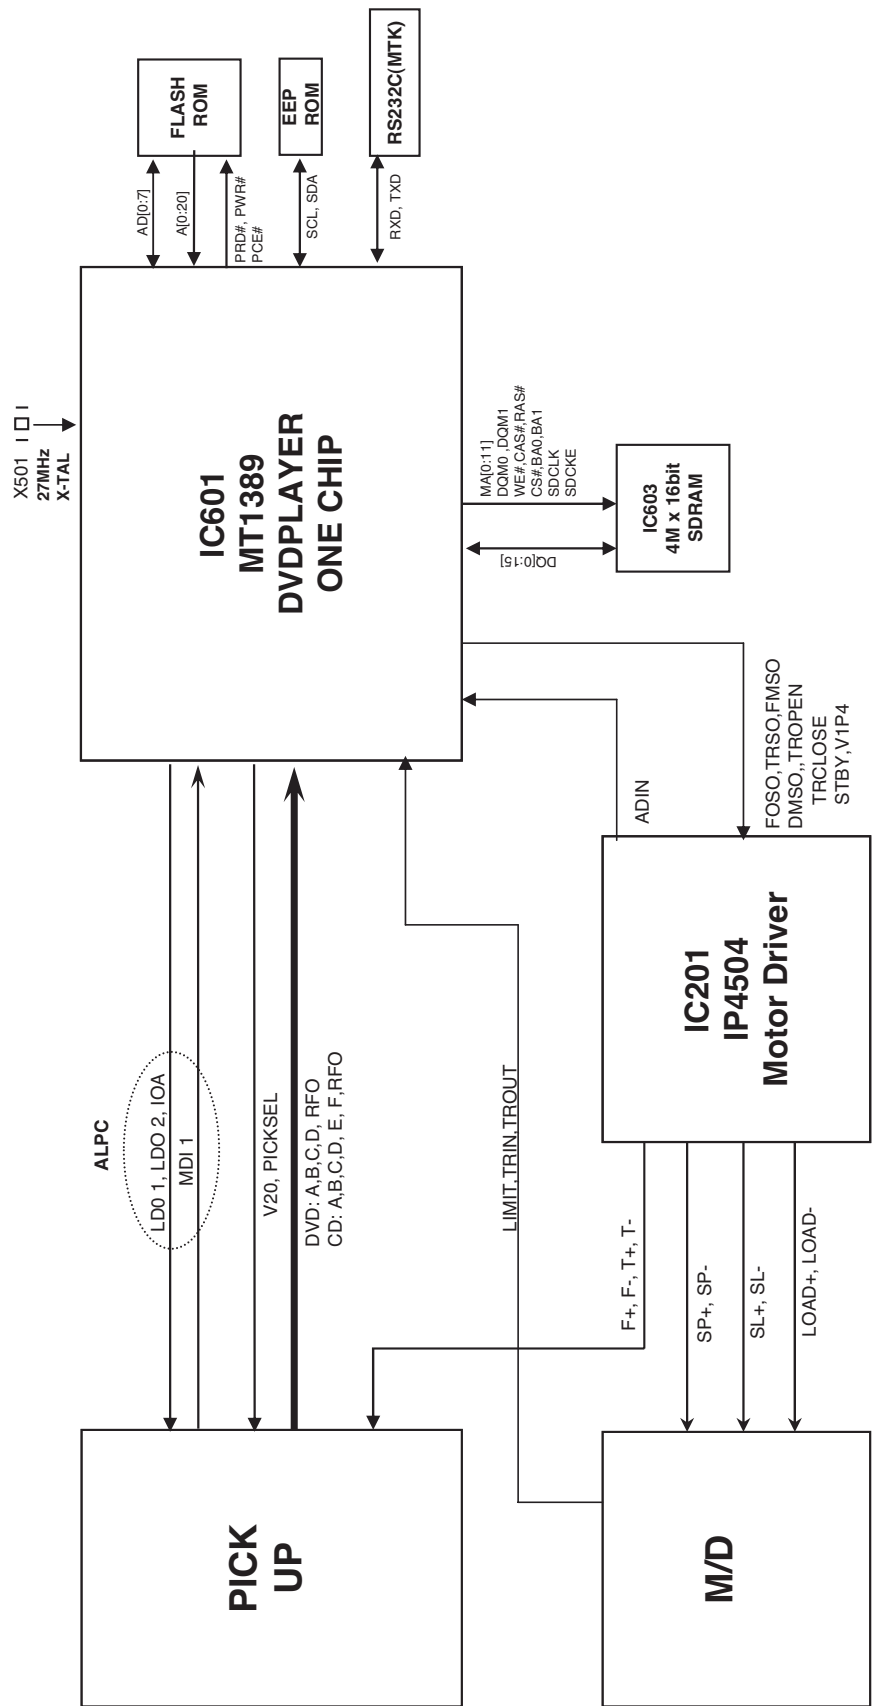 PICK
UP
M/D
ALPC
LD0 1, LDO 2, IOA
MDI 1
V20, PICKSEL
DVD: A,B,C,D, RFO
CD: A,B,C,D, E, F,RFO
LIMIT,TRIN,TROUT
F+, F-, T+, T-
SP+, SP-
SL+, SL-
LOAD+, LOAD-
IC201
IP4504
Motor Driver
ADIN
FOSO,TRSO,FMSO
DMSO,,TROPEN
TRCLOSE
STBY,V1P4
X501
27MHz
X-TAL
IC601
MT1389
DVDPLAYER
ONE CHIP
DQ[0:15]
MA[0:11]
DQM0 ,DQM1
WE#,CAS#,RAS#
CS#,BA0,BA1
SDCLK
SDCKE
IC603
4M x 16bit
SDRAM
AD[0:7]
A[0:20]
PRD#, PWR#
PCE#
SCL, SDA
RXD, TXD
FLASH
ROM
EEP
ROM
RS232C(MTK)